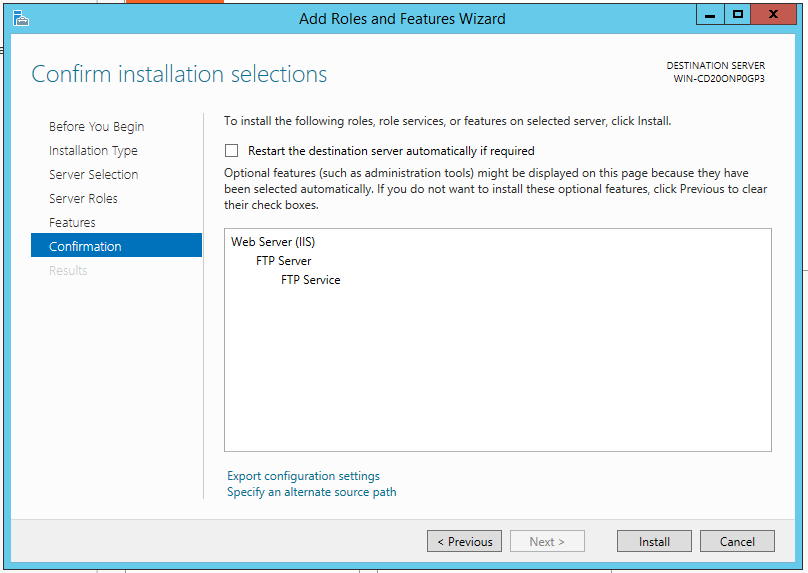 Add Roles and Features Wizard
Confirm installation selections
DESTINATION SERVER
WIN-CD20ONP0GP3
Before You Begin
Installation Type
Server Selection
Server Roles
Features
Confirmation
Results
To install the following roles, role services, or features on selected server, click Install.
Restart the destination server automatically if required
Optional features (such as administration tools) might be displayed on this page because they have
been selected automatically. If you do not want to install these optional features, click Previous to clear
their check boxes.
Web Server (IIS)
FTP Server
FTP Service
Export configuration settings
Specify an alternate source path
< Previous
Next >
Install
Cancel